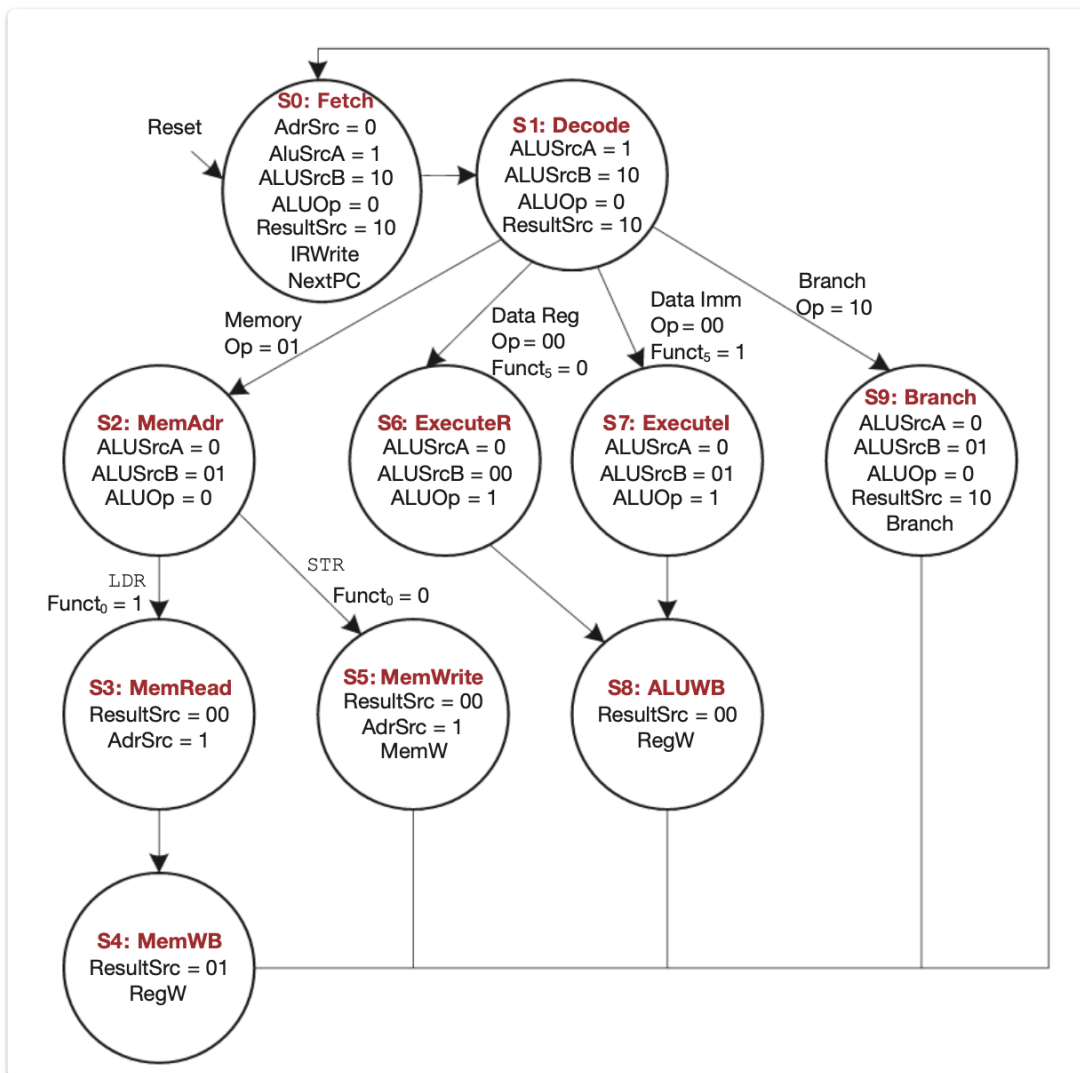 Reset
S0: Fetch
AdrSrc = 0
AluSrcA = 1
ALUSrcB = 10
ALUOp = 0
ResultSrc = 10
IRWrite
NextPC
S1: Decode
ALUSrcA = 1
ALUSrcB = 10
ALUOp = 0
ResultSrc = 10
Memory
Op = 01
Data Reg
Op = 00
Funct₅ = 0
Data Imm
Op = 00
Funct₅ = 1
Branch
Op = 10
S2: MemAdr
ALUSrcA = 0
ALUSrcB = 01
ALUOp = 0
S6: ExecuteR
ALUSrcA = 0
ALUSrcB = 00
ALUOp = 1
S7: ExecuteI
ALUSrcA = 0
ALUSrcB = 01
ALUOp = 1
S9: Branch
ALUSrcA = 0
ALUSrcB = 01
ALUOp = 0
ResultSrc = 10
Branch
LDR
Funct₀ = 1
STR
Funct₀ = 0
S3: MemRead
ResultSrc = 00
AdrSrc = 1
S5: MemWrite
ResultSrc = 00
AdrSrc = 1
MemW
S8: ALUWB
ResultSrc = 00
RegW
S4: MemWB
ResultSrc = 01
RegW